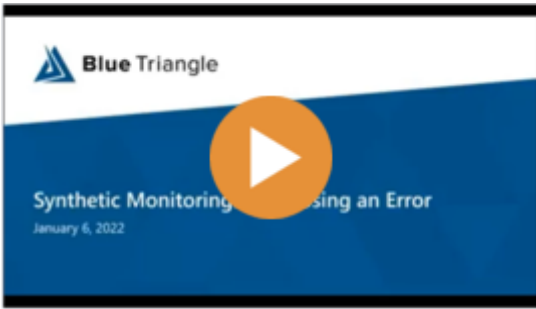 Blue Triangle
Synthetic Monitoring sing an Error
January 6, 2022